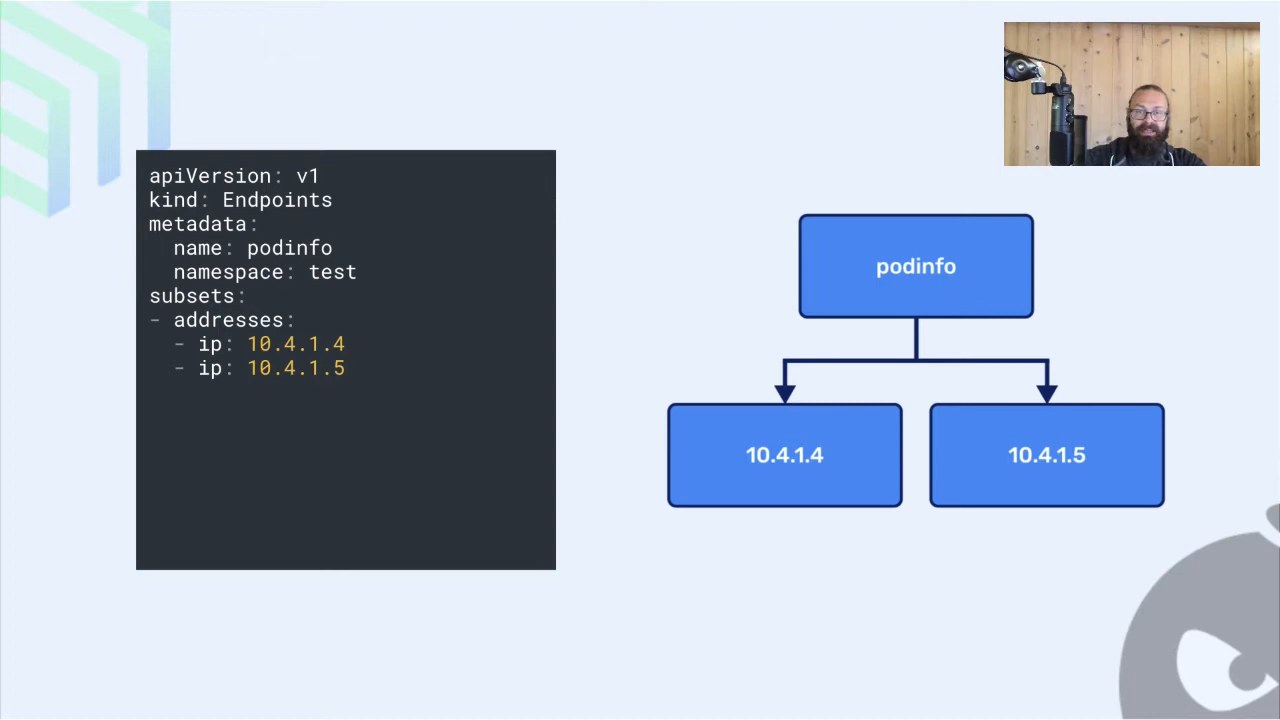 apiVersion: v1
kind: Endpoints
metadata:
  name: podinfo
  namespace: test
subsets:
- addresses:
  - ip: 10.4.1.4
  - ip: 10.4.1.5
podinfo
10.4.1.4
10.4.1.5